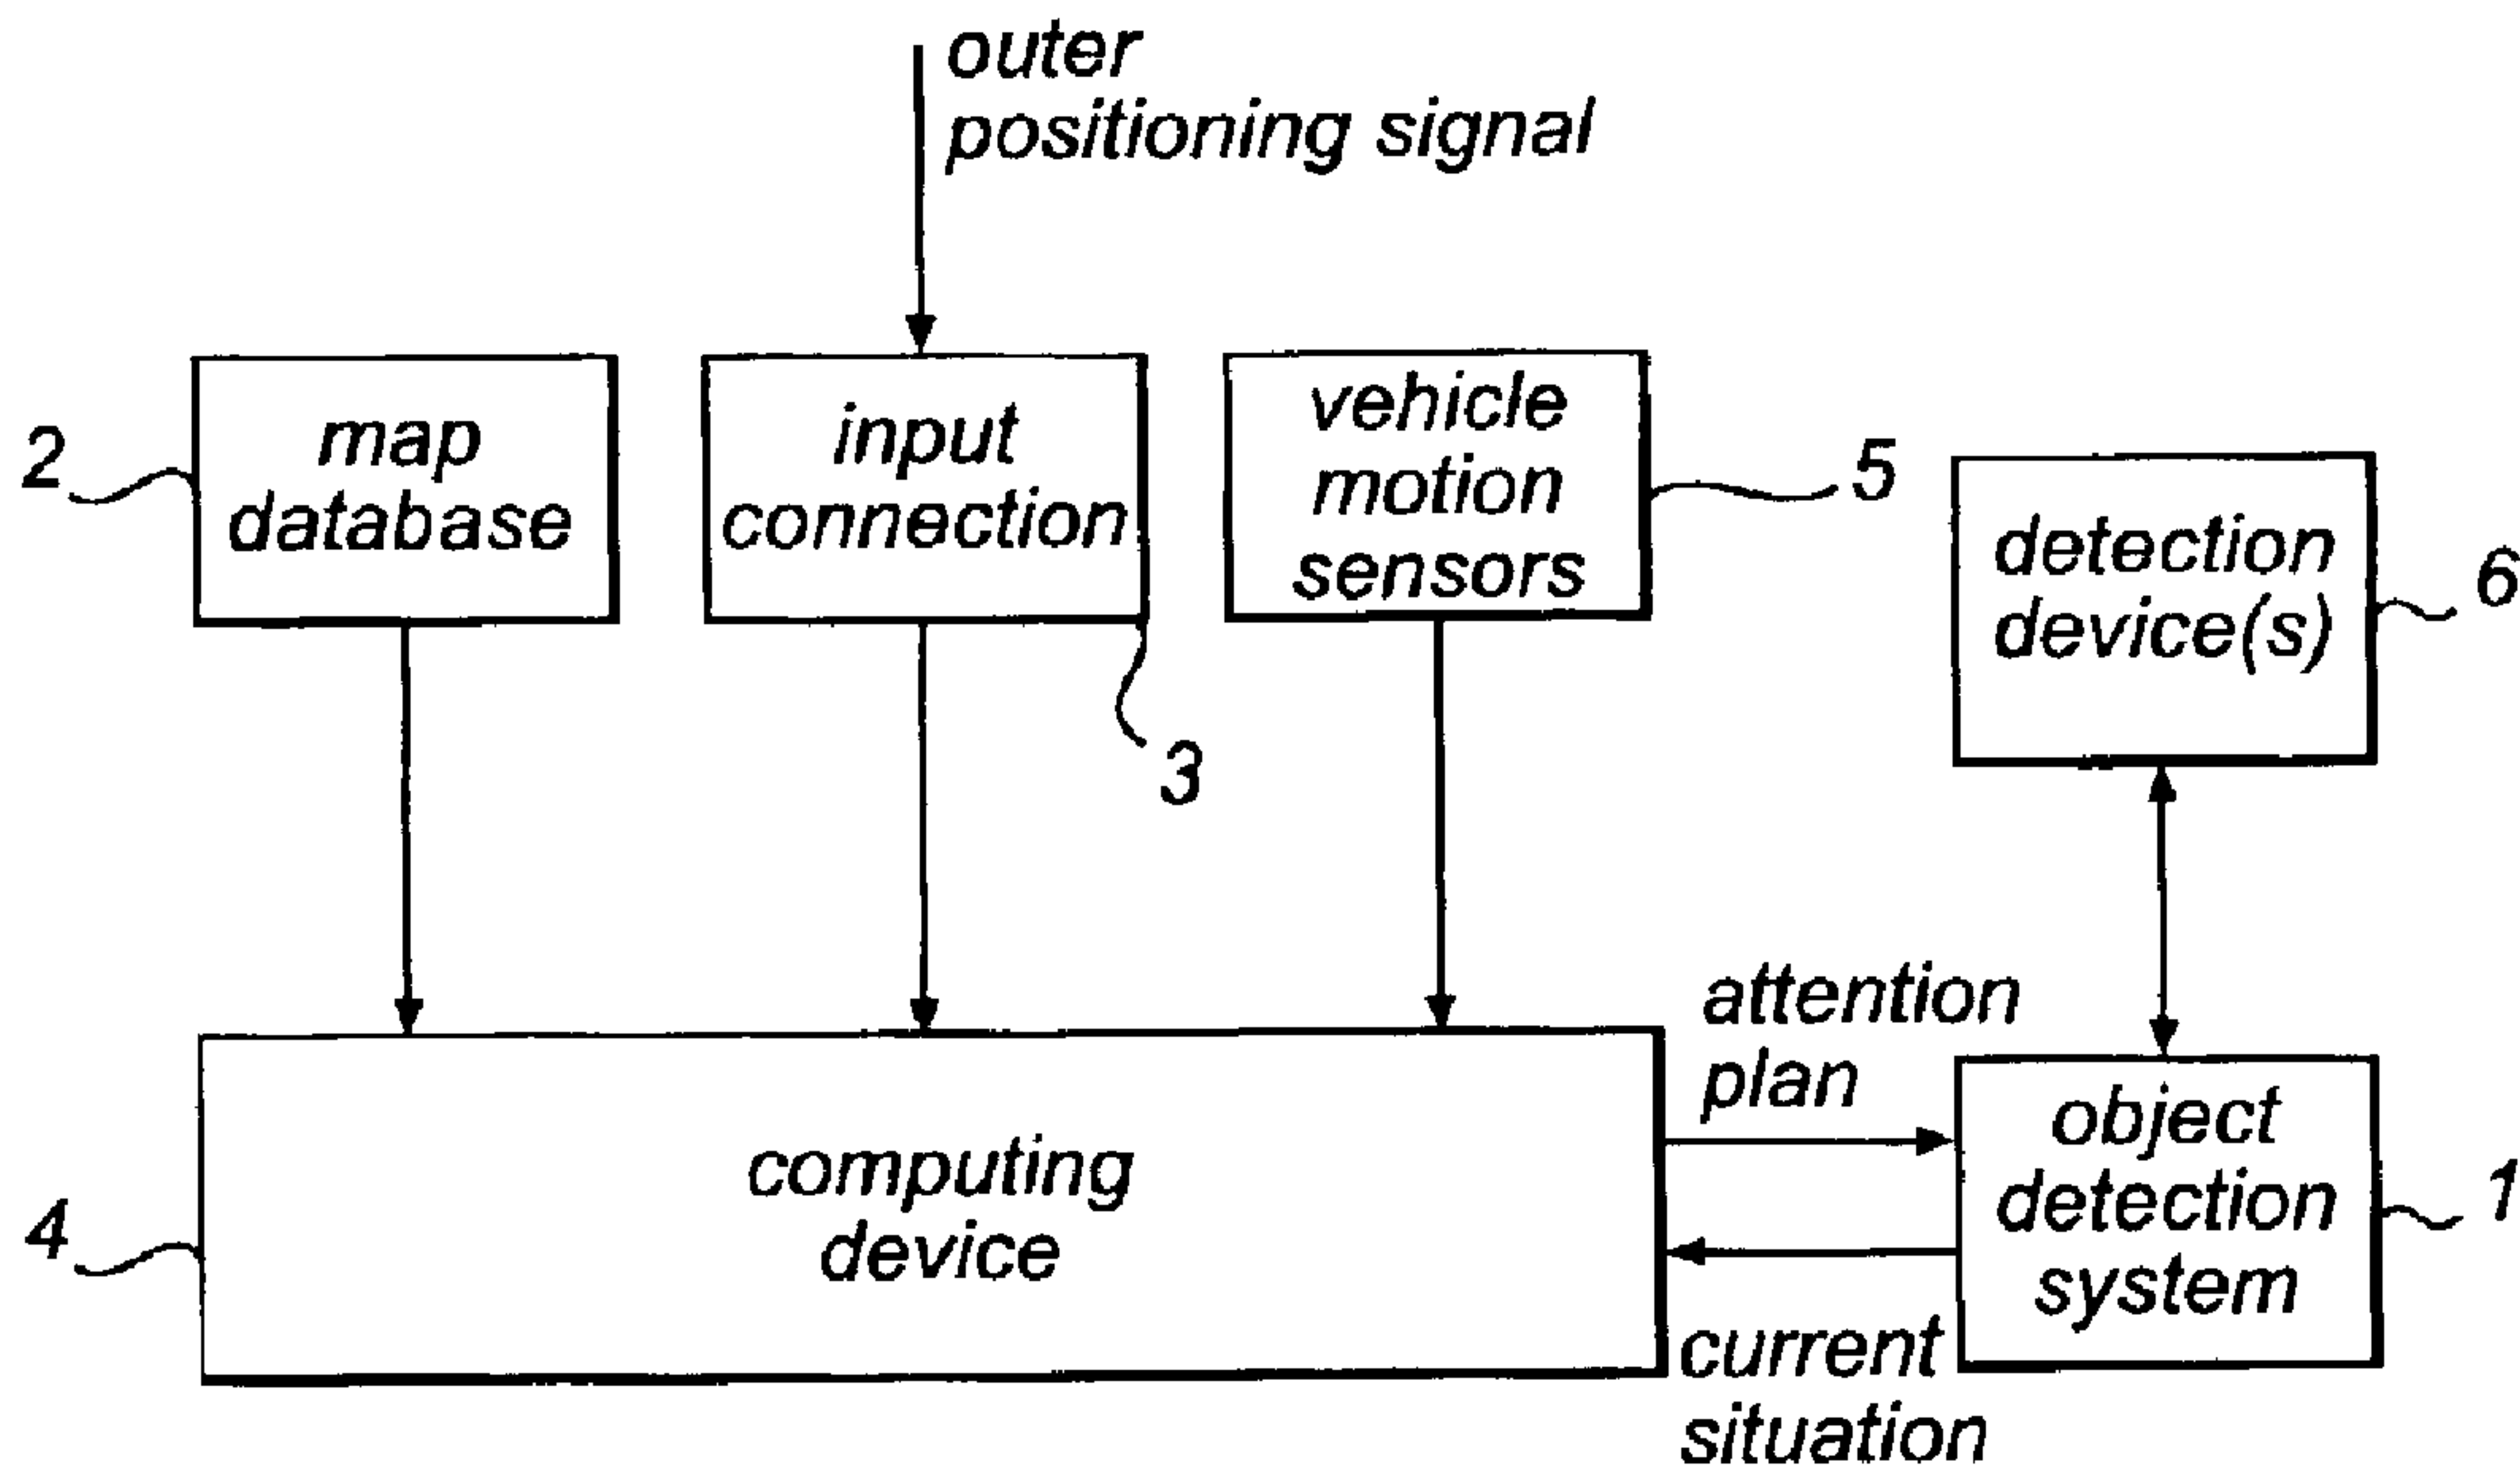 outer
positioning signal
2
map
database
input
connection
3
vehicle
motion
sensors
5
detection
device(s)
6
attention
plan
4
computing
device
object
detection
system
1
current
situation